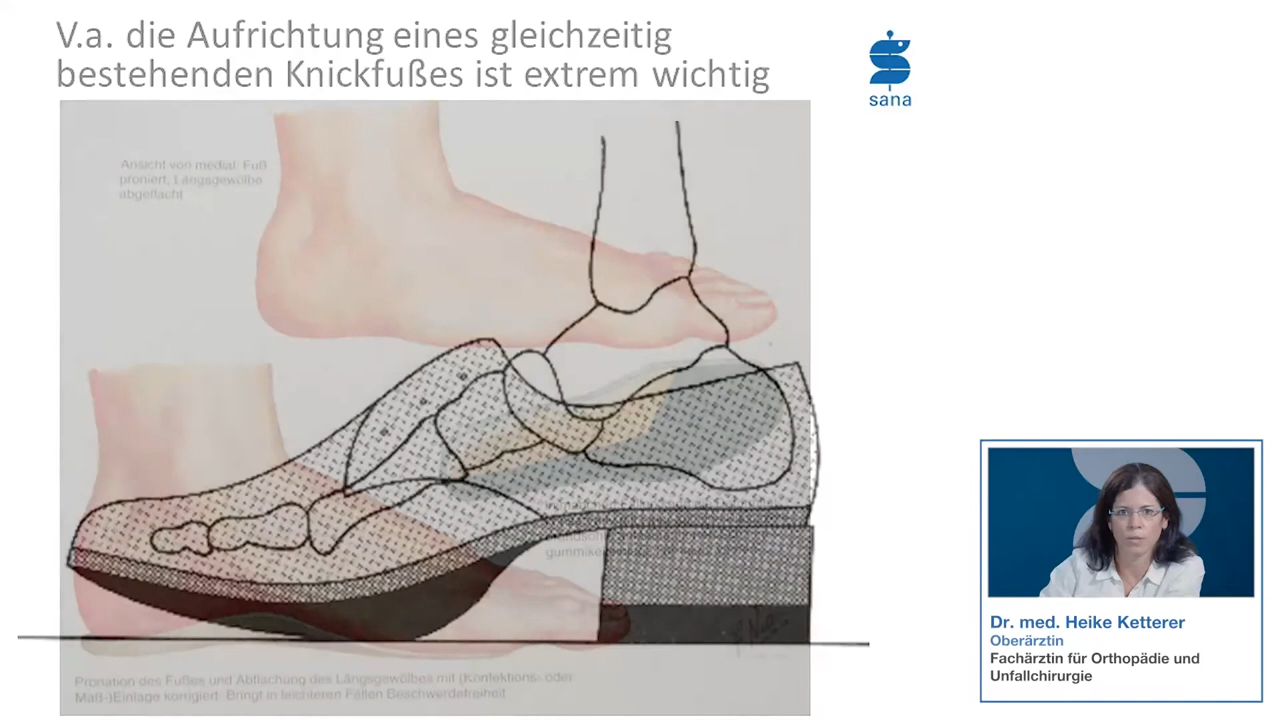 V.a. die Aufrichtung eines gleichzeitig
bestehenden Knickfußes ist extrem wichtig
sana
Ansicht von medial: Fuß
proniert, Längsgewölbe
abgeflacht
Pronation des Fußes und Abflachung des Längsgewölbes mit (Konfektions- oder
Maß-)Einlage korrigiert. Bringt in leichteren Fällen Beschwerdefreiheit
Dr. med. Heike Ketterer
Oberärztin
Fachärztin für Orthopädie und
Unfallchirurgie